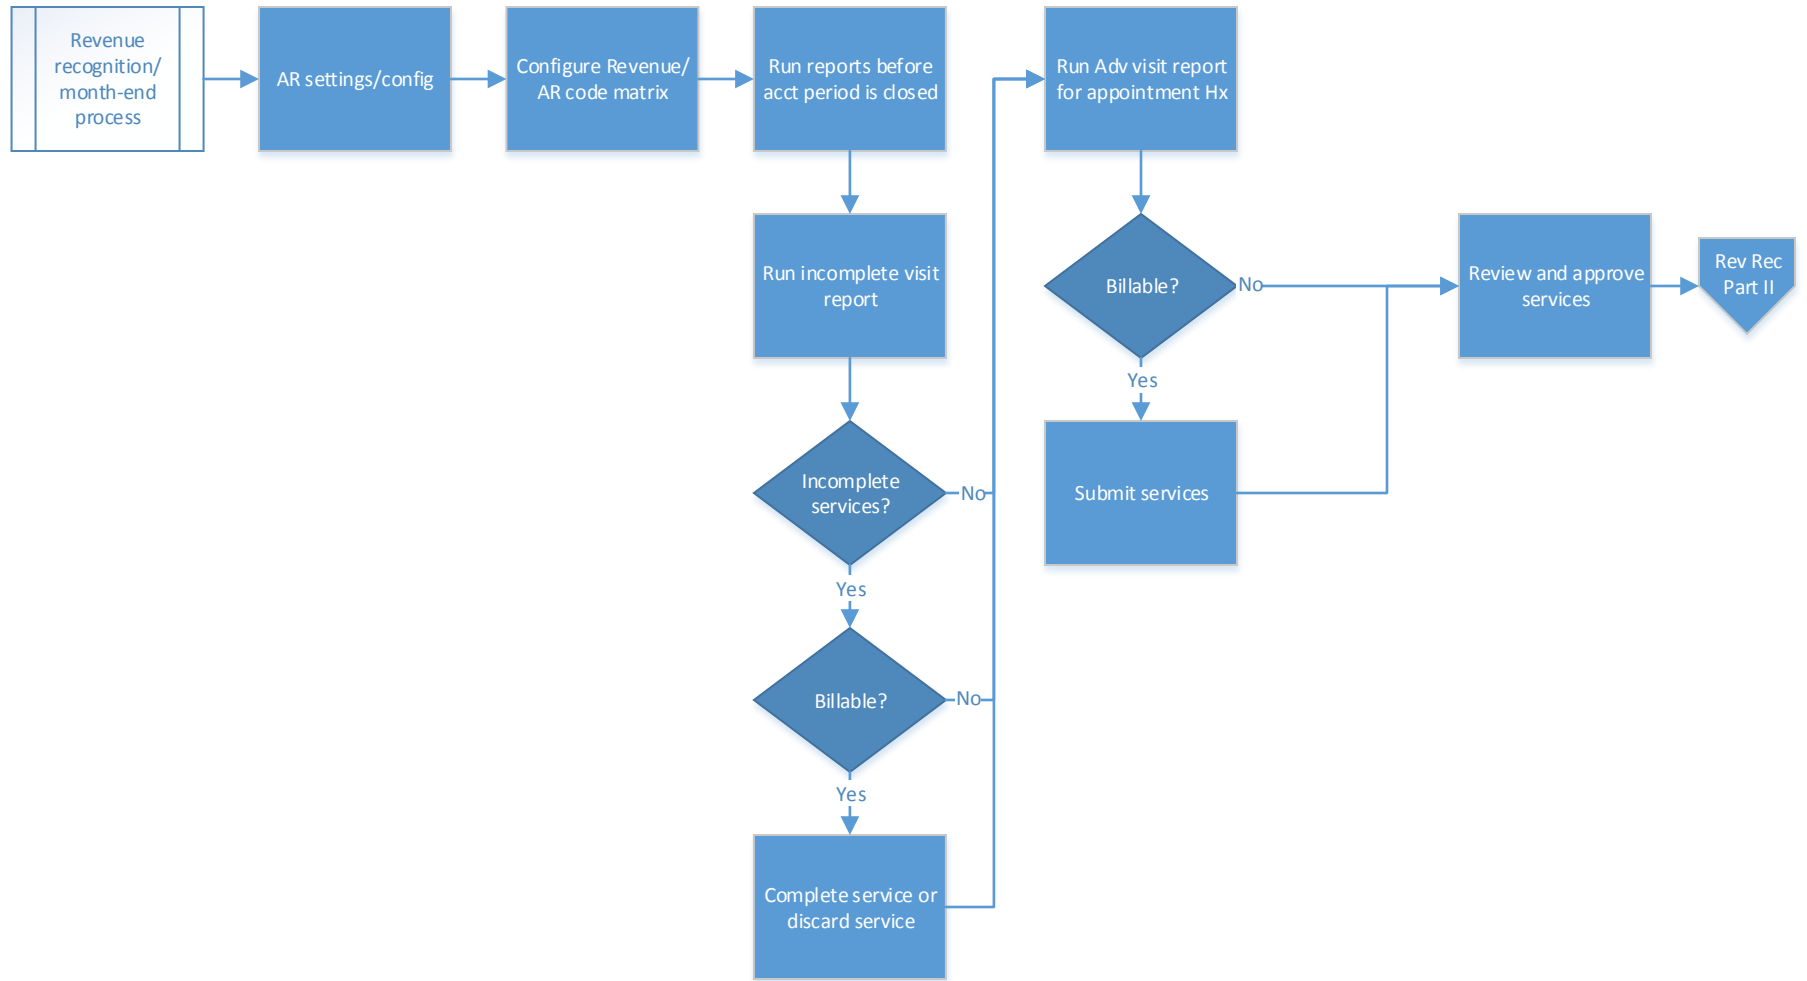 Revenue
recognition/
month-end
process
AR settings/config
Configure Revenue/
AR code matrix
Run reports before
acct period is closed
Run incomplete visit
report
Incomplete
services?
No
Yes
Billable?
No
Yes
Complete service or
discard service
Run Adv visit report
for appointment Hx
Billable?
No
Yes
Submit services
Review and approve
services
Rev Rec
Part II